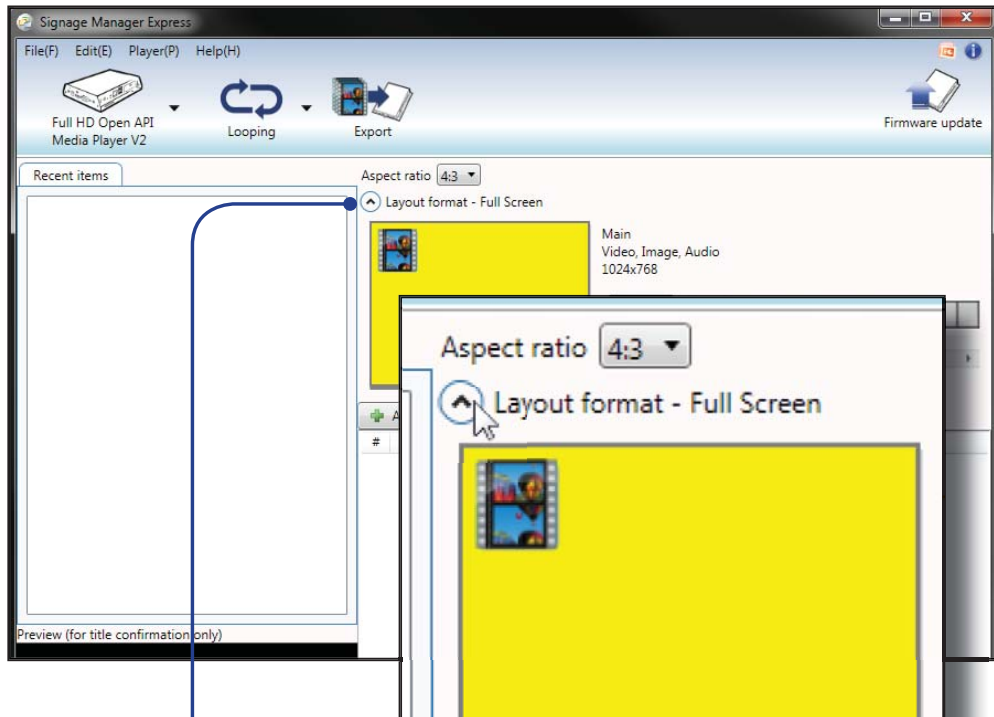 Signage Manager Express
File(F) Edit(E) Player(P) Help(H)
Full HD Open API
Media Player V2
Looping
Export
Firmware update
Recent items
Aspect ratio 4:3
Layout format - Full Screen
Main
Video, Image, Audio
1024x768
A
#
Preview (for title confirmation only)
Aspect ratio 4:3
Layout format - Full Screen